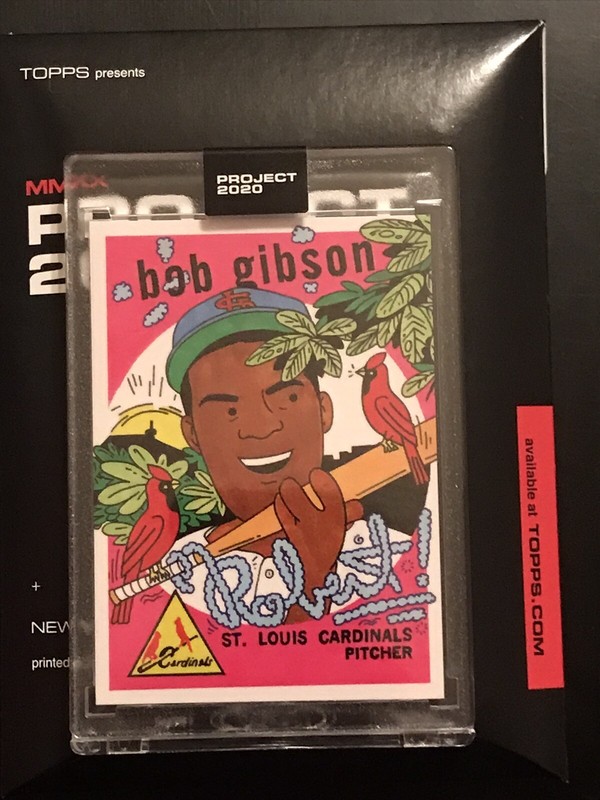 TOPPS presents
PROJECT
2020
MMXX
bob gibson
Robert!
Cardinals
ST. LOUIS CARDINALS
PITCHER
+
NEW
printed
available at TOPPS.COM